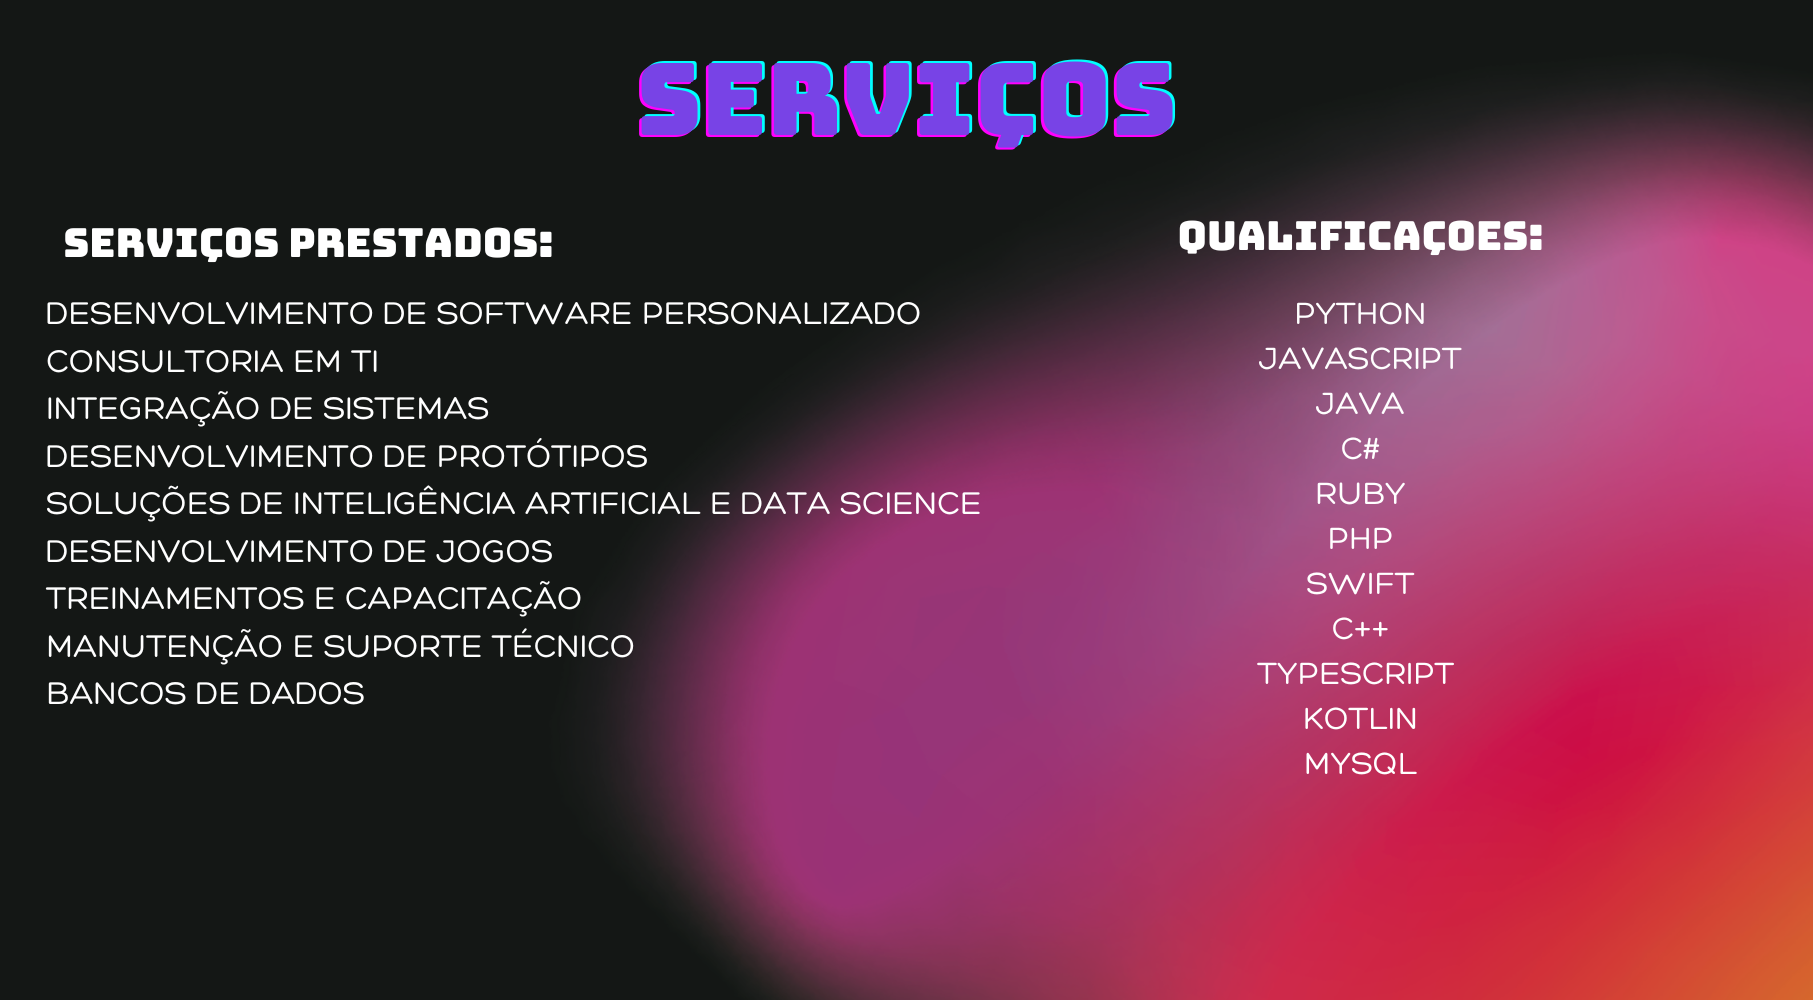 SERVIÇOS
SERVIÇOS PRESTADOS:
DESENVOLVIMENTO DE SOFTWARE PERSONALIZADO
CONSULTORIA EM TI
INTEGRAÇÃO DE SISTEMAS
DESENVOLVIMENTO DE PROTÓTIPOS
SOLUÇÕES DE INTELIGÊNCIA ARTIFICIAL E DATA SCIENCE
DESENVOLVIMENTO DE JOGOS
TREINAMENTOS E CAPACITAÇÃO
MANUTENÇÃO E SUPORTE TÉCNICO
BANCOS DE DADOS
QUALIFICAÇOES:
PYTHON
JAVASCRIPT
JAVA
C#
RUBY
PHP
SWIFT
C++
TYPESCRIPT
KOTLIN
MYSQL